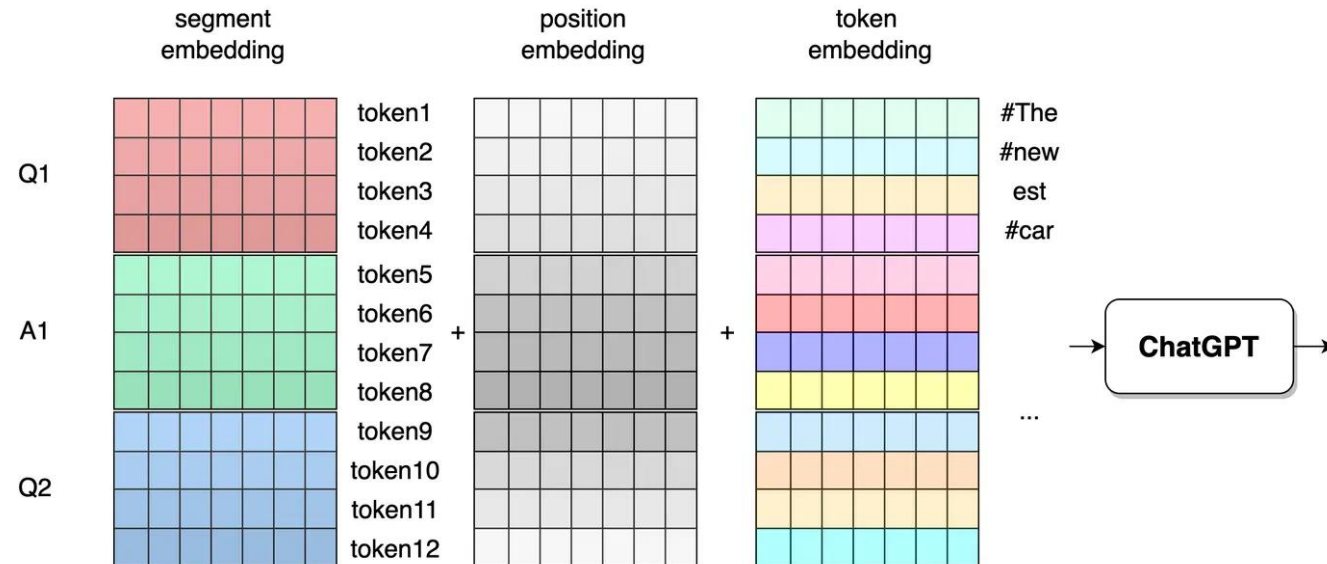 segment
embedding
position
embedding
token
embedding
Q1
A1
Q2
token1
token2
token3
token4
token5
token6
token7
token8
token9
token10
token11
token12
+
+
#The
#new
est
#car
...
ChatGPT